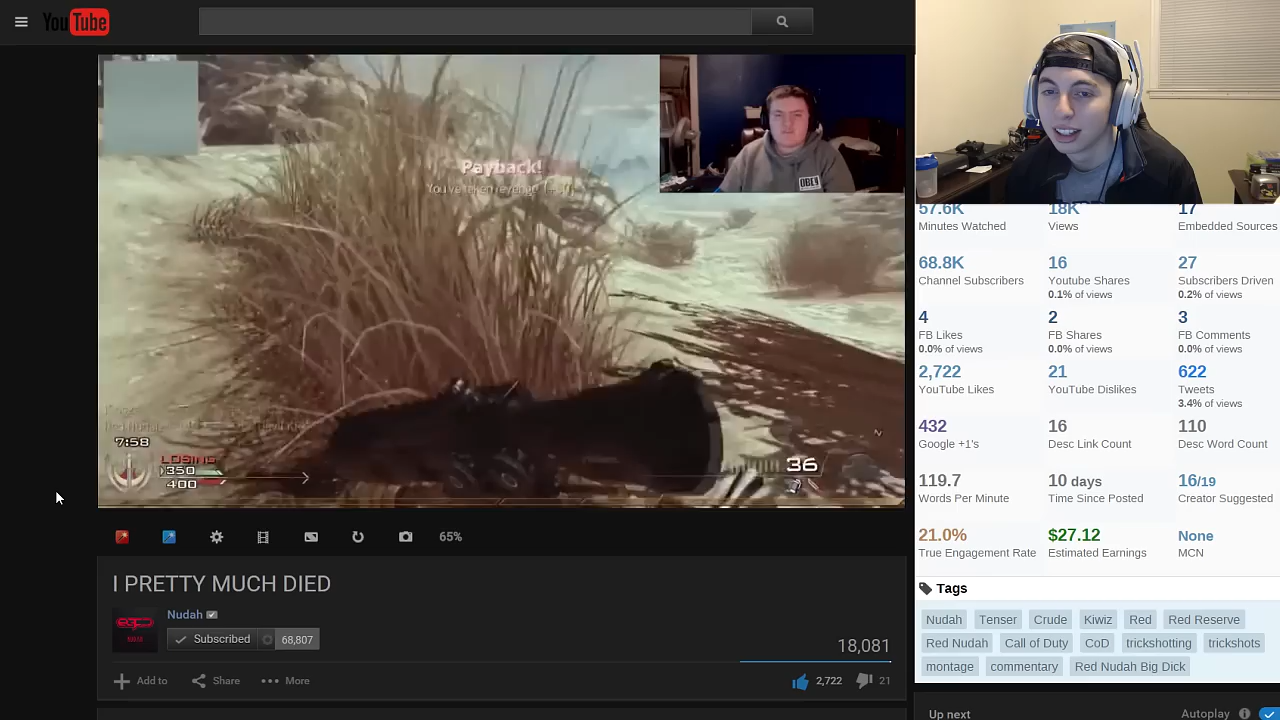 YouTube
Payback!
You've taken revenge!
OBEY
7:58
LOSING
350
400
36
65%
I PRETTY MUCH DIED
Nudah
Subscribed 68,807
18,081
Add to Share More 2,722 21
57.6K 18K 17
Minutes Watched Views Embedded Sources
68.8K 16 27
Channel Subscribers Youtube Shares Subscribers Driven
0.1% of views 0.2% of views
4 2 3
FB Likes FB Shares FB Comments
0.0% of views 0.0% of views 0.0% of views
2,722 21 622
YouTube Likes YouTube Dislikes Tweets
3.4% of views
432 16 110
Google +1's Desc Link Count Desc Word Count
119.7 10 days 16/19
Words Per Minute Time Since Posted Creator Suggested
21.0% $27.12 None
True Engagement Rate Estimated Earnings MCN
Tags
Nudah Tenser Crude Kiwiz Red Red Reserve
Red Nudah Call of Duty CoD trickshotting trickshots
montage commentary Red Nudah Big Dick
Up next Autoplay